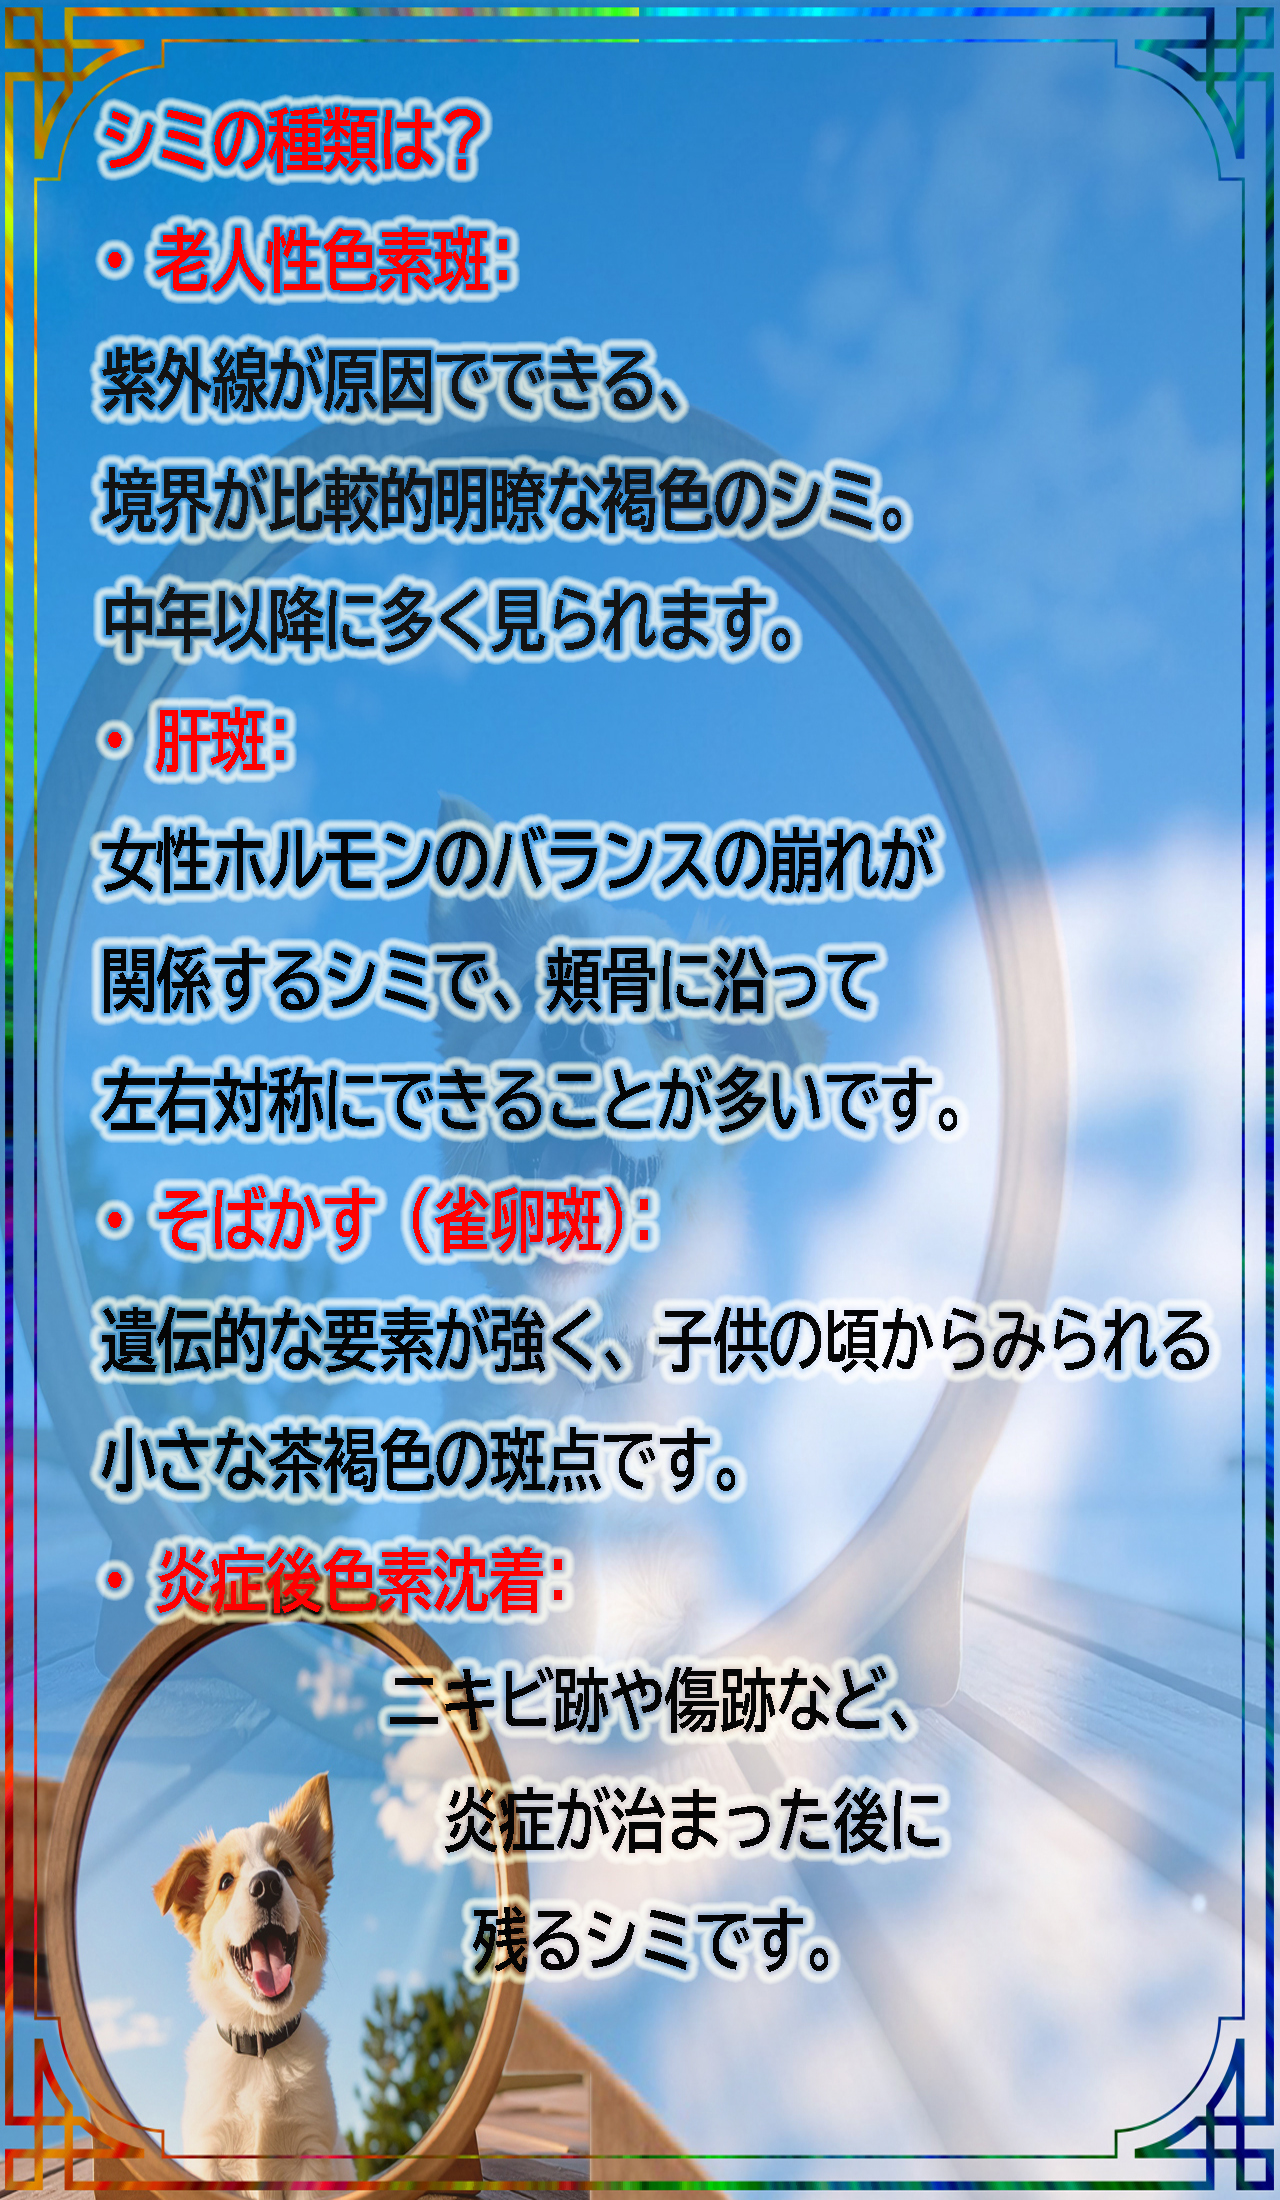 シミの種類は？
• 老人性色素斑：
紫外線が原因でできる、
境界が比較的明瞭な褐色のシミ。
中年以降に多く見られます。
• 肝斑：
女性ホルモンのバランスの崩れが
関係するシミで、頬骨に沿って
左右対称にできることが多いです。
• そばかす（雀卵斑）：
遺伝的な要素が強く、子供の頃からみられる
小さな茶褐色の斑点です。
• 炎症後色素沈着：
ニキビ跡や傷跡など、
炎症が治まった後に
残るシミです。